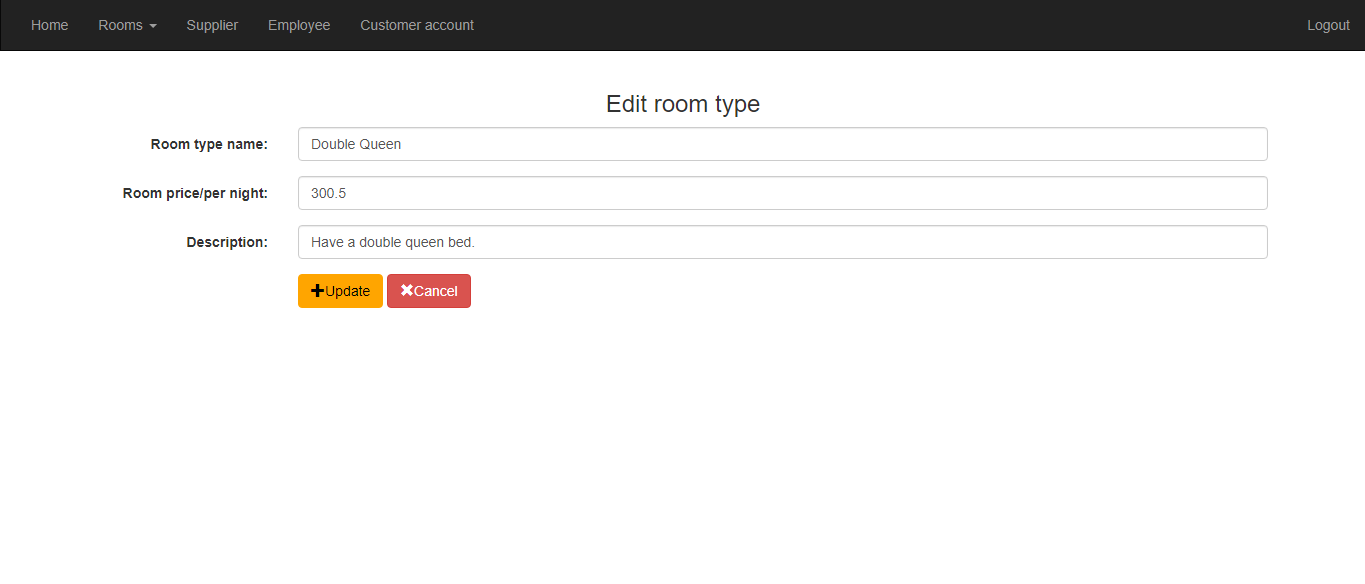 Home Rooms Supplier Employee Customer account Logout
Edit room type
Room type name: Double Queen
Room price/per night: 300.5
Description: Have a double queen bed.
Update Cancel